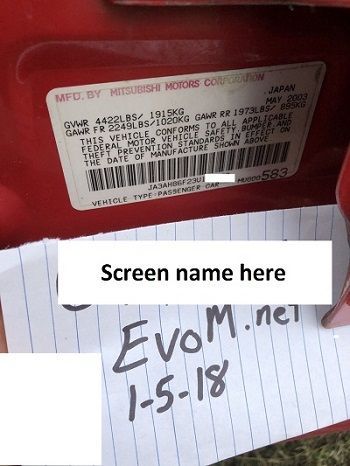 MFD. BY MITSUBISHI MOTORS CORPORATION
JAPAN
MAY 2003
GVWR 4422LBS/ 1915KG
GAWR FR 2249LBS/1020KG GAWR RR 1973LBS/ 895KG
THIS VEHICLE CONFORMS TO ALL APPLICABLE
FEDERAL MOTOR VEHICLE SAFETY, BUMPER, AND
THEFT PREVENTION STANDARDS IN EFFECT ON
THE DATE OF MANUFACTURE SHOWN ABOVE
JA3AH86F23U
MU000583
VEHICLE TYPE:PASSENGER CAR
Screen name here
EvoM.net
1-5-18